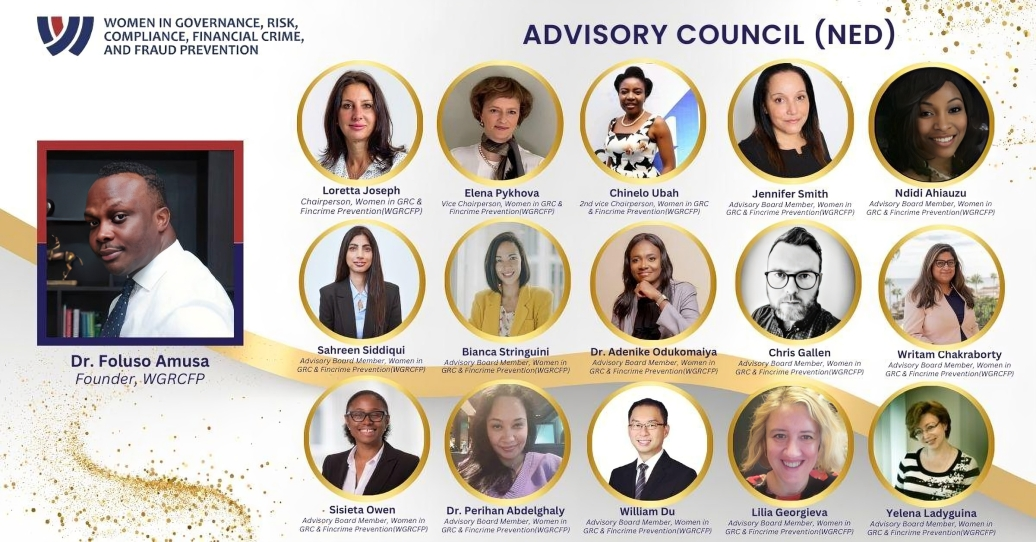 WOMEN IN GOVERNANCE, RISK,
COMPLIANCE, FINANCIAL CRIME,
AND FRAUD PREVENTION
ADVISORY COUNCIL (NED)
Dr. Foluso Amusa
Founder, WGRCFP
Loretta Joseph
Chairperson, Women in GRC &
Fincrime Prevention(WGRCFP)
Elena Pykhova
Vice Chairperson, Women in GRC &
Fincrime Prevention(WGRCFP)
Chinelo Ubah
2nd vice Chairperson, Women in GRC
& Fincrime Prevention(WGRCFP)
Jennifer Smith
Advisory Board Member, Women in
GRC & Fincrime Prevention(WGRCFP)
Ndidi Ahiauzu
Advisory Board Member, Women in
GRC & Fincrime Prevention(WGRCFP)
Sahreen Siddiqui
Advisory Board Member, Women in
GRC & Fincrime Prevention(WGRCFP)
Bianca Stringuini
Advisory Board Member, Women in
GRC & Fincrime Prevention(WGRCFP)
Dr. Adenike Odukomaiya
Advisory Board Member, Women in
GRC & Fincrime Prevention(WGRCFP)
Chris Gallen
Advisory Board Member, Women in
GRC & Fincrime Prevention(WGRCFP)
Writam Chakraborty
Advisory Board Member, Women in
GRC & Fincrime Prevention(WGRCFP)
Sisieta Owen
Advisory Board Member, Women in
GRC & Fincrime Prevention(WGRCFP)
Dr. Perihan Abdelghaly
Advisory Board Member, Women in
GRC & Fincrime Prevention(WGRCFP)
William Du
Advisory Board Member, Women in
GRC & Fincrime Prevention(WGRCFP)
Lilia Georgieva
Advisory Board Member, Women in
GRC & Fincrime Prevention(WGRCFP)
Yelena Ladyguina
Advisory Board Member, Women in
GRC & Fincrime Prevention(WGRCFP)